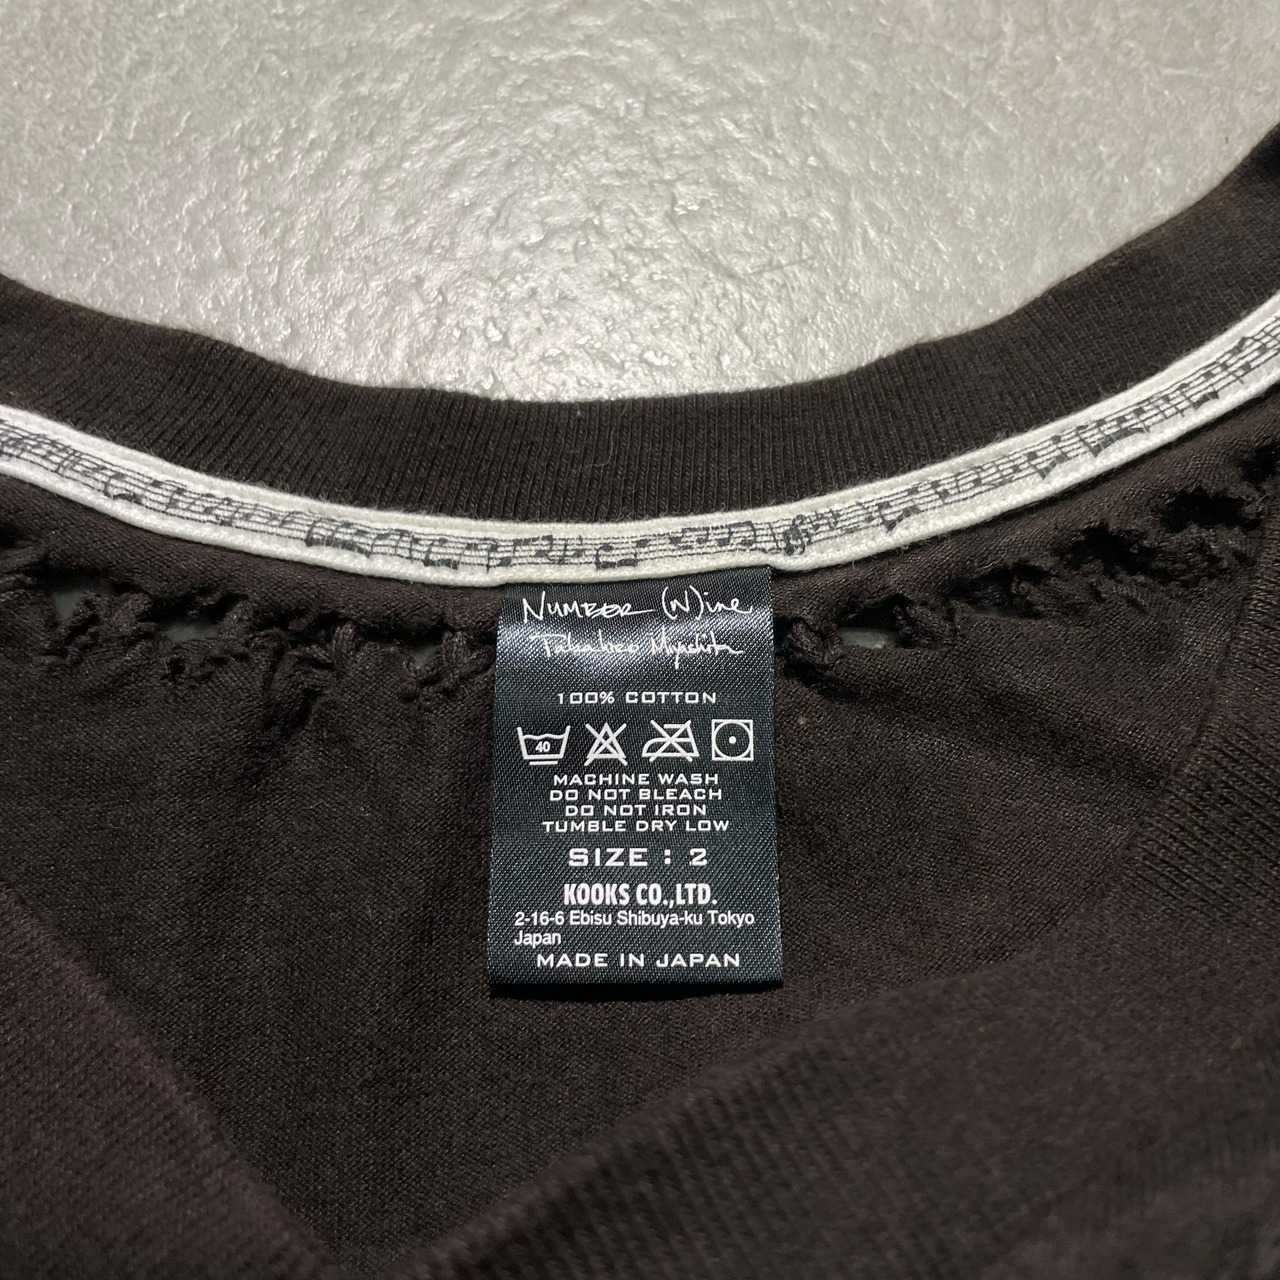 NUMBER (N)ine
Takahiro Miyashita
100% COTTON
40
MACHINE WASH
DO NOT BLEACH
DO NOT IRON
TUMBLE DRY LOW
SIZE : 2
KOOKS CO.,LTD.
2-16-6 Ebisu Shibuya-ku Tokyo
Japan
MADE IN JAPAN